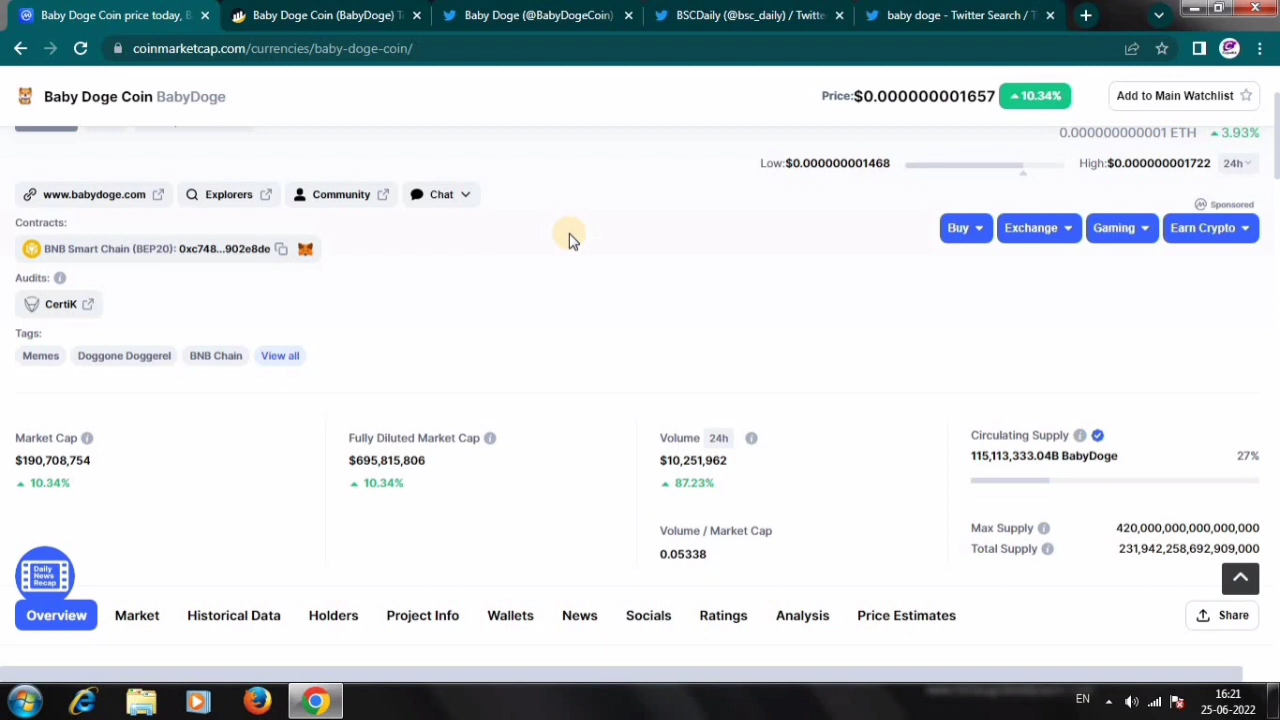 Baby Doge Coin price today, B
Baby Doge Coin (BabyDoge) T
Baby Doge (@BabyDogeCoin)
BSCDaily (@bsc_daily) / Twitte
baby doge - Twitter Search / T
coinmarketcap.com/currencies/baby-doge-coin/
Baby Doge Coin BabyDoge
Price:$0.000000001657
10.34%
Add to Main Watchlist
0.000000000001 ETH 3.93%
Low:$0.000000001468
High:$0.000000001722 24h
www.babydoge.com
Explorers
Community
Chat
Sponsored
Contracts:
Buy
Exchange
Gaming
Earn Crypto
BNB Smart Chain (BEP20): 0xc748...902e8de
Audits:
CertiK
Tags:
Memes
Doggone Doggerel
BNB Chain
View all
Market Cap
$190,708,754
10.34%
Fully Diluted Market Cap
$695,815,806
10.34%
Volume 24h
$10,251,962
87.23%
Volume / Market Cap
0.05338
Circulating Supply
115,113,333.04B BabyDoge 27%
Max Supply 420,000,000,000,000,000
Total Supply 231,942,258,692,909,000
Daily
News
Recap
Overview
Market
Historical Data
Holders
Project Info
Wallets
News
Socials
Ratings
Analysis
Price Estimates
Share
EN
16:21
25-06-2022